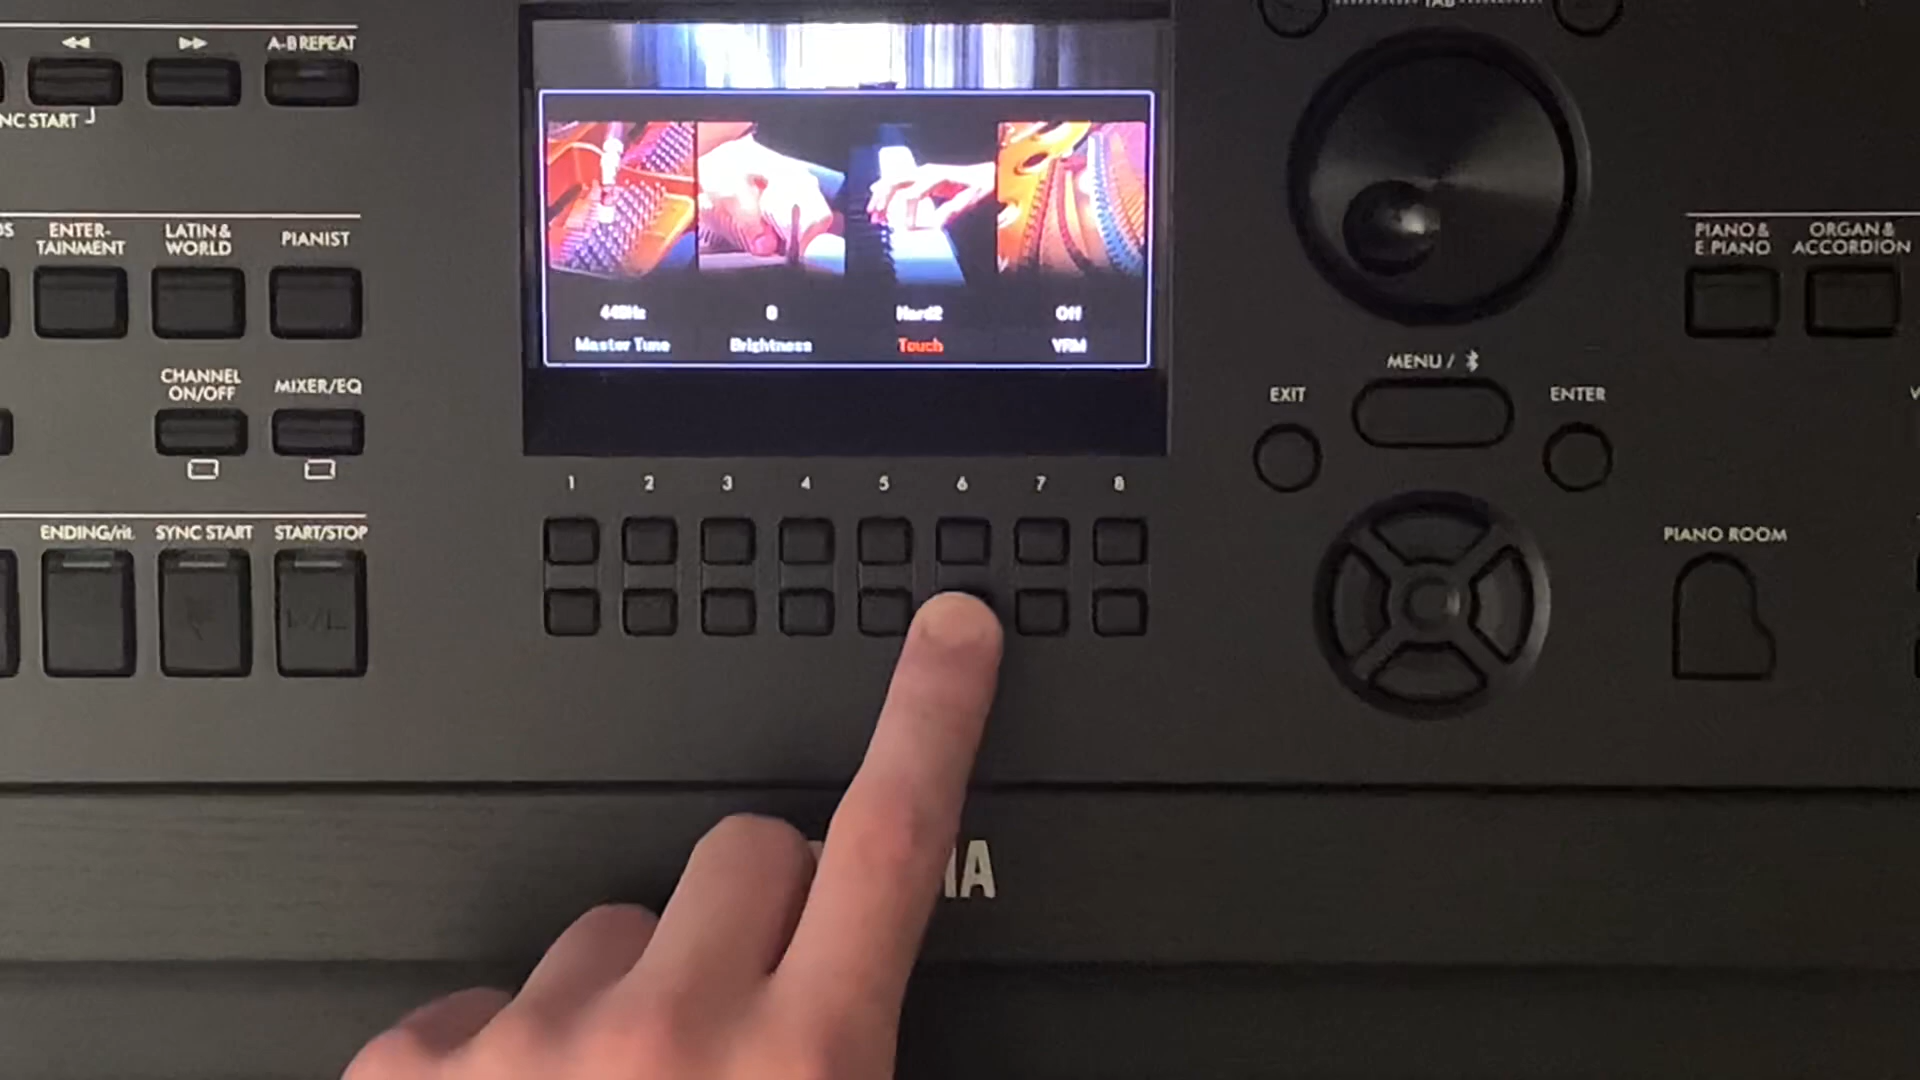 TAB
A-B REPEAT
NC START
ENTER-
TAINMENT
LATIN &
WORLD
PIANIST
PIANO &
E.PIANO
ORGAN &
ACCORDION
440Hz
0
Hard2
Off
Master Tune
Brightness
Touch
VRM
CHANNEL
ON/OFF
MIXER/EQ
MENU /
EXIT
ENTER
1 2 3 4 5 6 7 8
ENDING/rit.
SYNC START
START/STOP
PIANO ROOM
HA